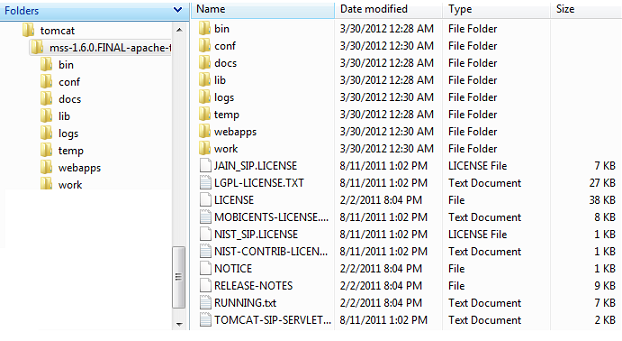 Folders
tomcat
mss-1.6.0.FINAL-apache-
bin
conf
docs
lib
logs
temp
webapps
work
Name Date modified Type Size
bin 3/30/2012 12:28 AM File Folder
conf 3/30/2012 12:30 AM File Folder
docs 3/30/2012 12:28 AM File Folder
lib 3/30/2012 12:28 AM File Folder
logs 3/30/2012 12:30 AM File Folder
temp 3/30/2012 12:28 AM File Folder
webapps 3/30/2012 12:28 AM File Folder
work 3/30/2012 12:30 AM File Folder
JAIN_SIP.LICENSE 8/11/2011 1:02 PM LICENSE File 7 KB
LGPL-LICENSE.TXT 8/11/2011 1:02 PM Text Document 27 KB
LICENSE 2/2/2011 8:04 PM File 38 KB
MOBICENTS-LICENSE.... 8/11/2011 1:02 PM Text Document 8 KB
NIST_SIP.LICENSE 8/11/2011 1:02 PM LICENSE File 1 KB
NIST-CONTRIB-LICEN... 8/11/2011 1:02 PM Text Document 1 KB
NOTICE 2/2/2011 8:04 PM File 1 KB
RELEASE-NOTES 2/2/2011 8:04 PM File 9 KB
RUNNING.txt 2/2/2011 8:04 PM Text Document 7 KB
TOMCAT-SIP-SERVLET... 8/11/2011 1:02 PM Text Document 2 KB